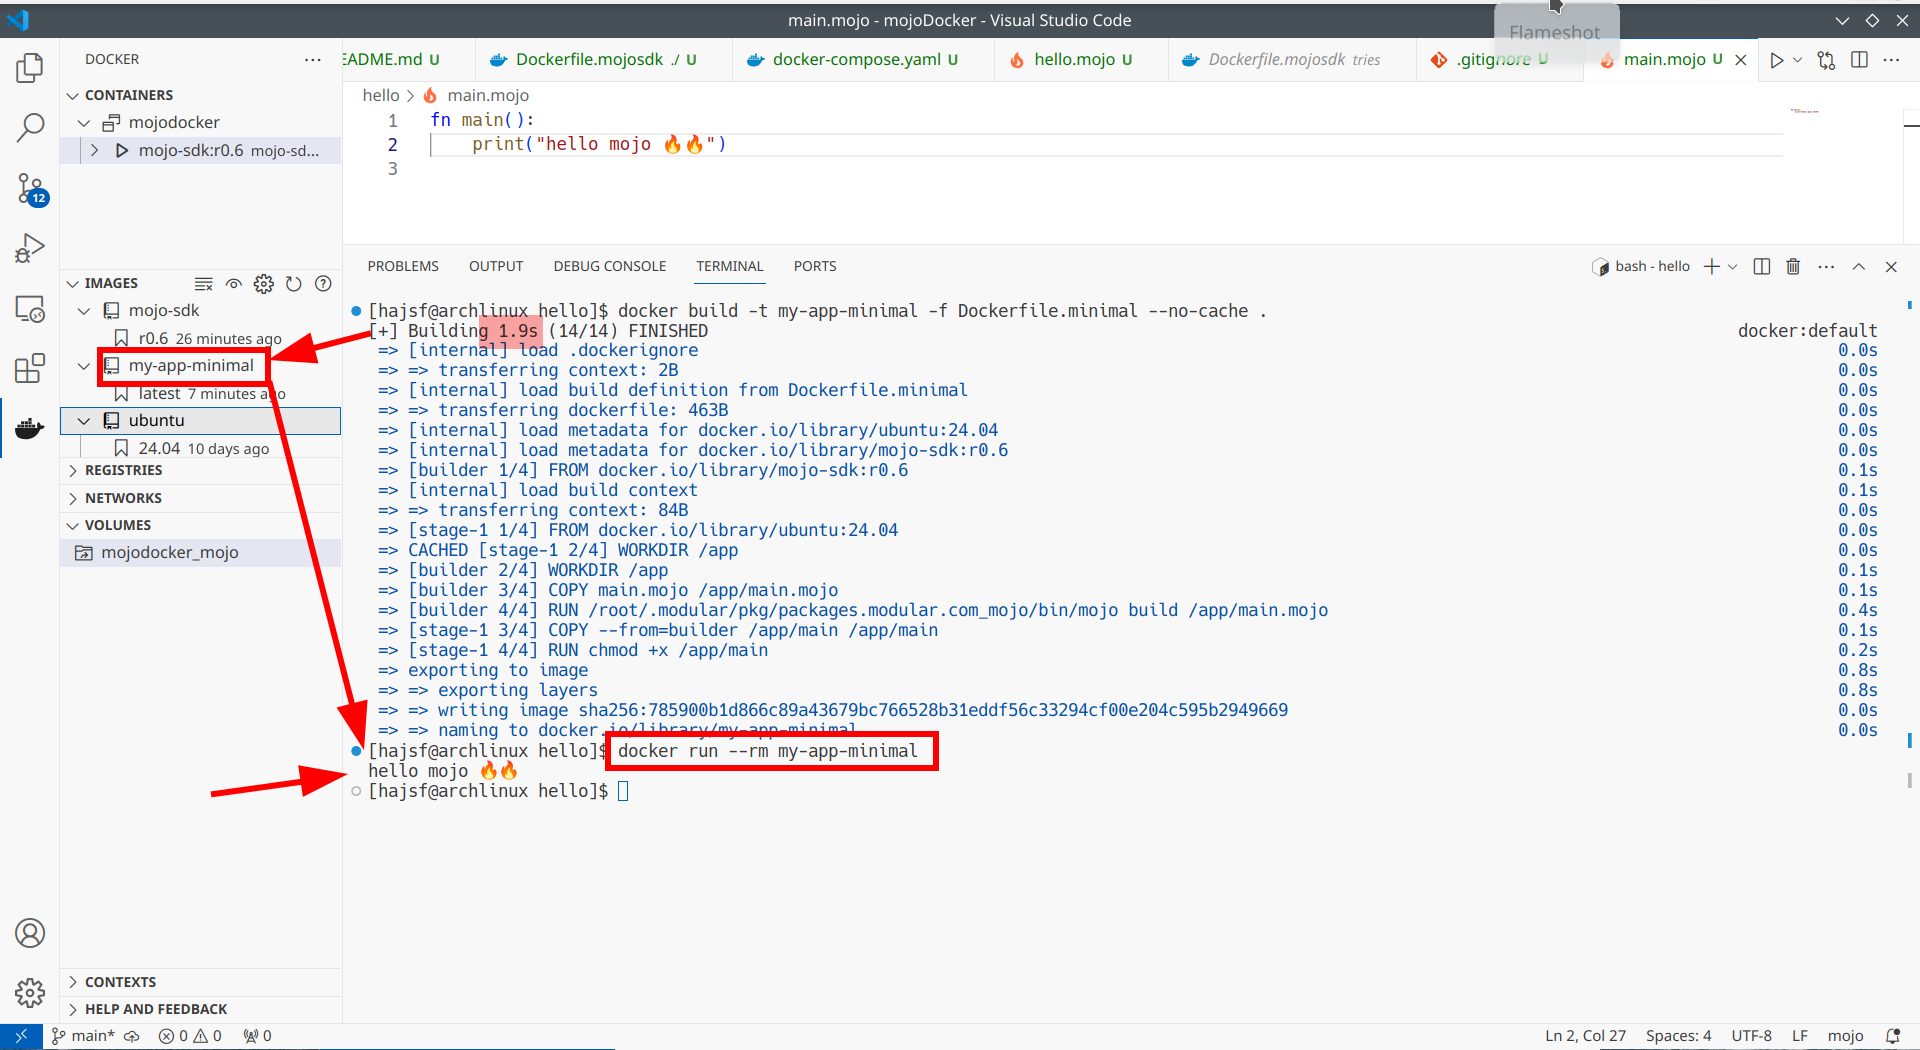 main.mojo - mojoDocker - Visual Studio Code
Flameshot
DOCKER
EADME.md U
Dockerfile.mojosdk ./ U
docker-compose.yaml U
hello.mojo U
Dockerfile.mojosdk tries
.gitignore U
main.mojo U
CONTAINERS
mojodocker
mojo-sdk:r0.6 mojo-sd...
12
hello > main.mojo
1 fn main():
2 print("hello mojo 🔥🔥")
3
IMAGES
mojo-sdk
r0.6 26 minutes ago
my-app-minimal
latest 7 minutes ago
ubuntu
24.04 10 days ago
REGISTRIES
NETWORKS
VOLUMES
mojodocker_mojo
CONTEXTS
HELP AND FEEDBACK
PROBLEMS OUTPUT DEBUG CONSOLE TERMINAL PORTS
bash - hello
[hajsf@archlinux hello]$ docker build -t my-app-minimal -f Dockerfile.minimal --no-cache .
[+] Building 1.9s (14/14) FINISHED docker:default
=> [internal] load .dockerignore 0.0s
=> => transferring context: 2B 0.0s
=> [internal] load build definition from Dockerfile.minimal 0.0s
=> => transferring dockerfile: 463B 0.0s
=> [internal] load metadata for docker.io/library/ubuntu:24.04 0.0s
=> [internal] load metadata for docker.io/library/mojo-sdk:r0.6 0.0s
=> [builder 1/4] FROM docker.io/library/mojo-sdk:r0.6 0.1s
=> [internal] load build context 0.1s
=> => transferring context: 84B 0.0s
=> [stage-1 1/4] FROM docker.io/library/ubuntu:24.04 0.0s
=> CACHED [stage-1 2/4] WORKDIR /app 0.0s
=> [builder 2/4] WORKDIR /app 0.1s
=> [builder 3/4] COPY main.mojo /app/main.mojo 0.1s
=> [builder 4/4] RUN /root/.modular/pkg/packages.modular.com_mojo/bin/mojo build /app/main.mojo 0.4s
=> [stage-1 3/4] COPY --from=builder /app/main /app/main 0.1s
=> [stage-1 4/4] RUN chmod +x /app/main 0.2s
=> exporting to image 0.8s
=> => exporting layers 0.8s
=> => writing image sha256:785900b1d866c89a43679bc766528b31eddf56c33294cf00e204c595b2949669 0.0s
=> => naming to docker.io/library/my-app-minimal 0.0s
[hajsf@archlinux hello]$ docker run --rm my-app-minimal
hello mojo 🔥🔥
[hajsf@archlinux hello]$
main* 0 0 0
Ln 2, Col 27 Spaces: 4 UTF-8 LF mojo